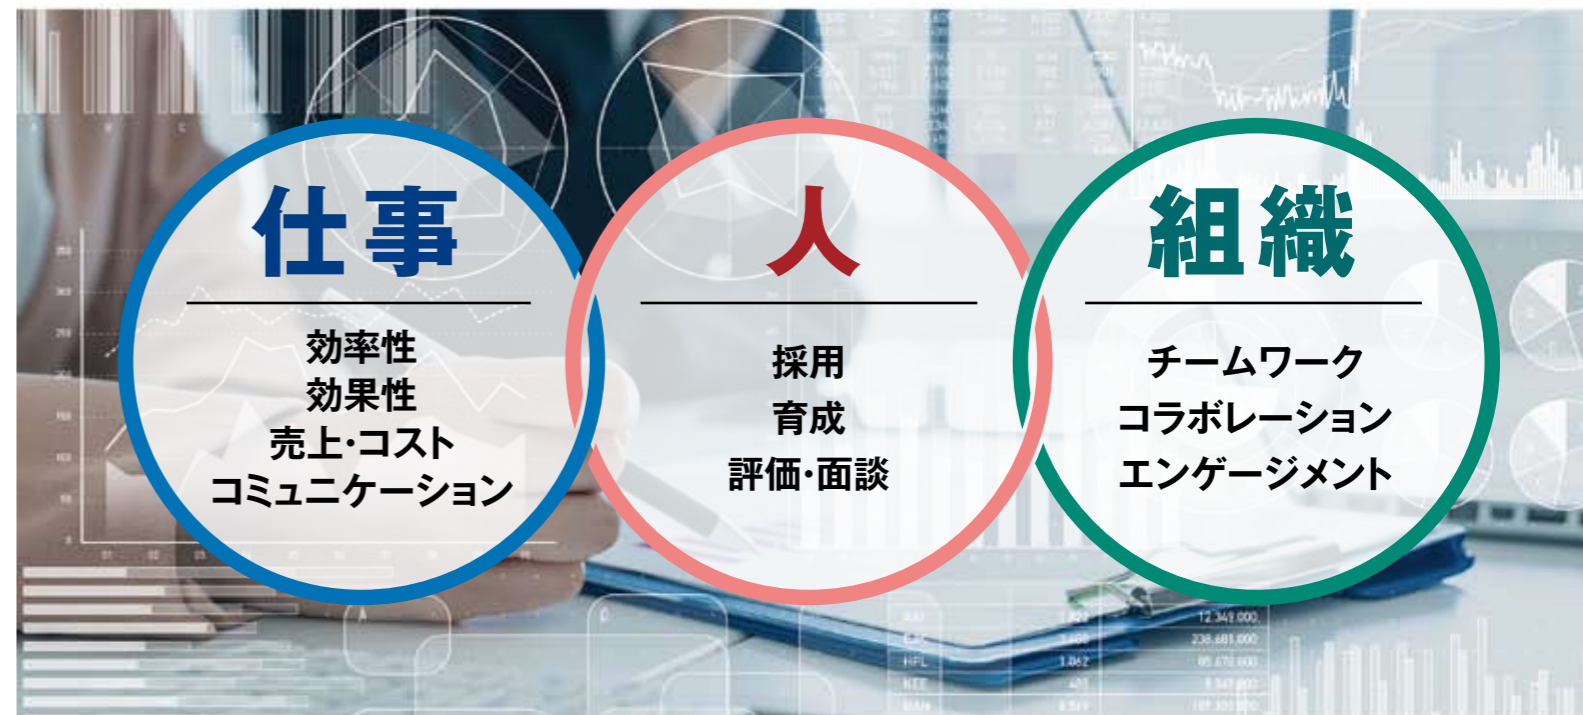 仕事
効率性
効果性
売上・コスト
コミュニケーション
人
採用
育成
評価・面談
組織
チームワーク
コラボレーション
エンゲージメント